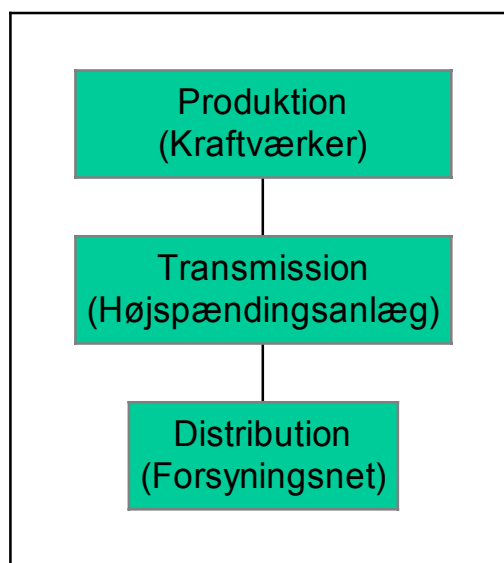 Produktion
(Kraftværker)
Transmission
(Højspændingsanlæg)
Distribution
(Forsyningsnet)